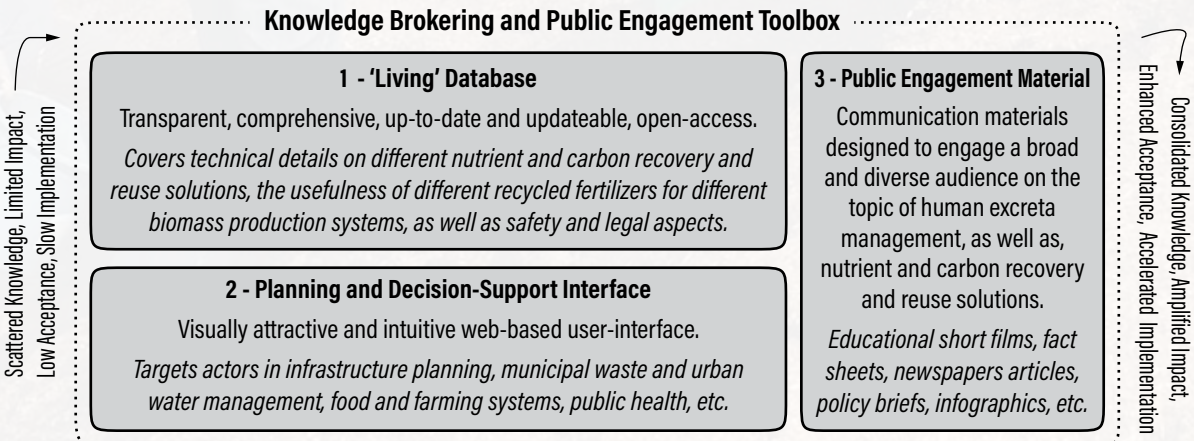 Knowledge Brokering and Public Engagement Toolbox
Scattered Knowledge, Limited Impact,
Low Acceptance, Slow Implementation
1 - ‘Living’ Database
Transparent, comprehensive, up-to-date and updateable, open-access.
Covers technical details on different nutrient and carbon recovery and
reuse solutions, the usefulness of different recycled fertilizers for different
biomass production systems, as well as safety and legal aspects.
2 - Planning and Decision-Support Interface
Visually attractive and intuitive web-based user-interface.
Targets actors in infrastructure planning, municipal waste and urban
water management, food and farming systems, public health, etc.
3 - Public Engagement Material
Communication materials
designed to engage a broad
and diverse audience on the
topic of human excreta
management, as well as,
nutrient and carbon recovery
and reuse solutions.
Educational short films, fact
sheets, newspapers articles,
policy briefs, infographics, etc.
Consolidated Knowledge, Amplified Impact,
Enhanced Acceptance, Accelerated Implementation